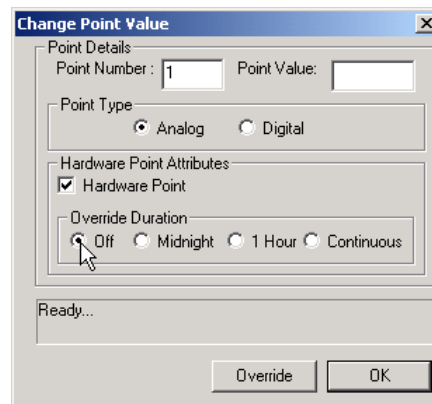 Change Point Value
Point Details
Point Number : 1 Point Value:
Point Type
Analog Digital
Hardware Point Attributes
Hardware Point
Override Duration
Off Midnight 1 Hour Continuous
Ready...
Override OK